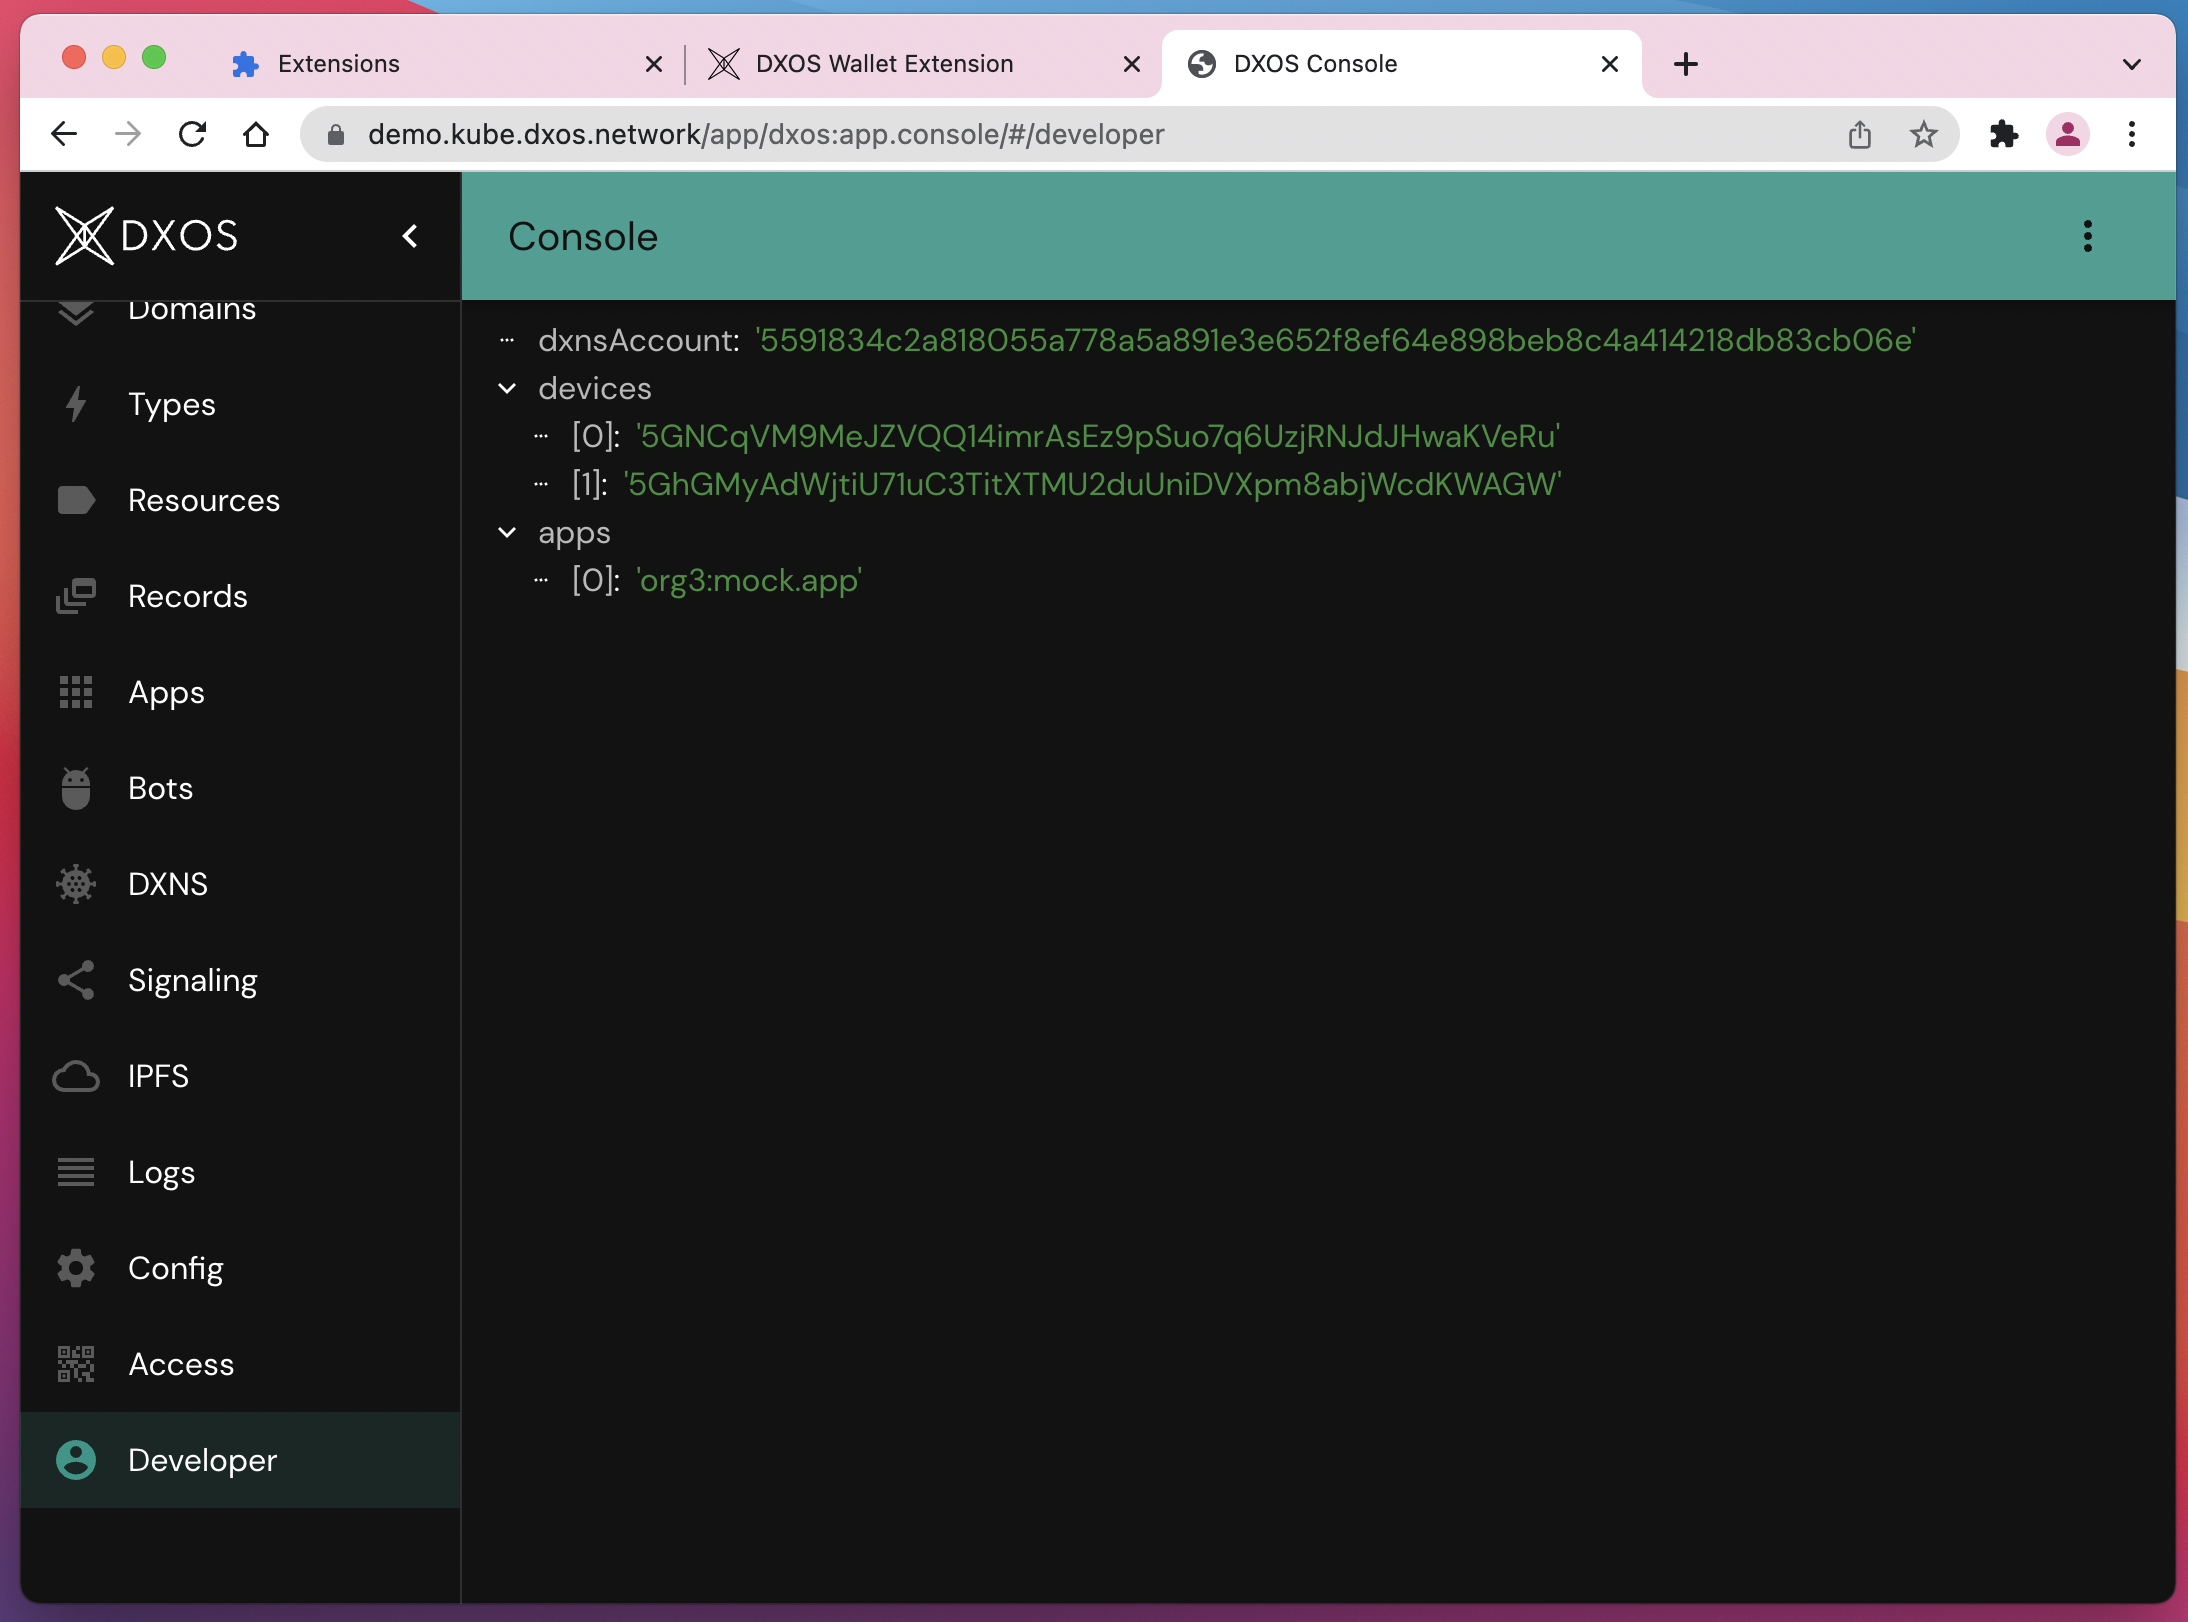 Extensions
DXOS Wallet Extension
DXOS Console
demo.kube.dxos.network/app/dxos:app.console/#/developer
DXOS
Console
Domains
Types
Resources
Records
Apps
Bots
DXNS
Signaling
IPFS
Logs
Config
Access
Developer
dxnsAccount: '5591834c2a818055a778a5a891e3e652f8ef64e898beb8c4a414218db83cb06e'
devices
[0]: '5GNCqVM9MeJZVQQ14imrAsEz9pSuo7q6UzjRNJdJHwaKVeRu'
[1]: '5GhGMyAdWjtiU71uC3TitXTMU2duUniDVXpm8abjWcdKWAGW'
apps
[0]: 'org3:mock.app'